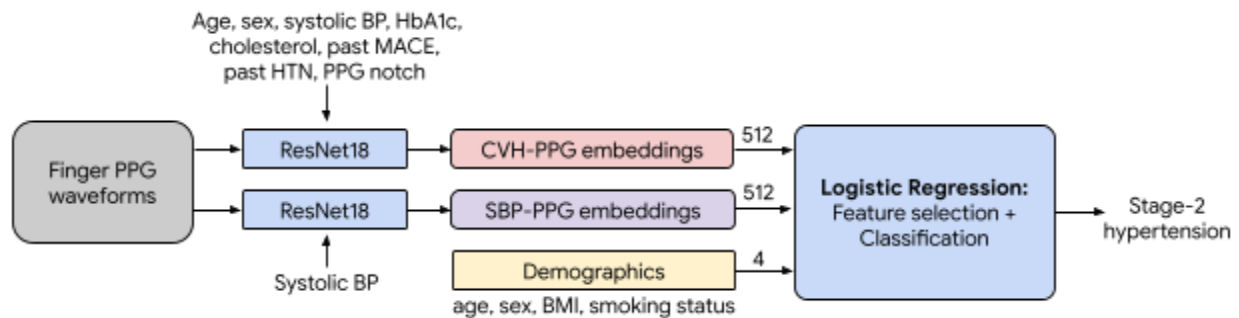 Age, sex, systolic BP, HbA1c,
cholesterol, past MACE,
past HTN, PPG notch
Finger PPG
waveforms
ResNet18
CVH-PPG embeddings
512
ResNet18
SBP-PPG embeddings
512
Systolic BP
Demographics
4
age, sex, BMI, smoking status
Logistic Regression:
Feature selection +
Classification
Stage-2
hypertension